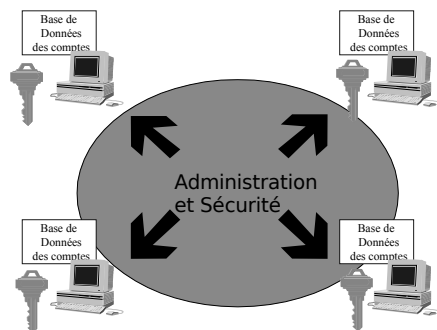 Base de
Données
des comptes
Base de
Données
des comptes
Administration
et Sécurité
Base de
Données
des comptes
Base de
Données
des comptes